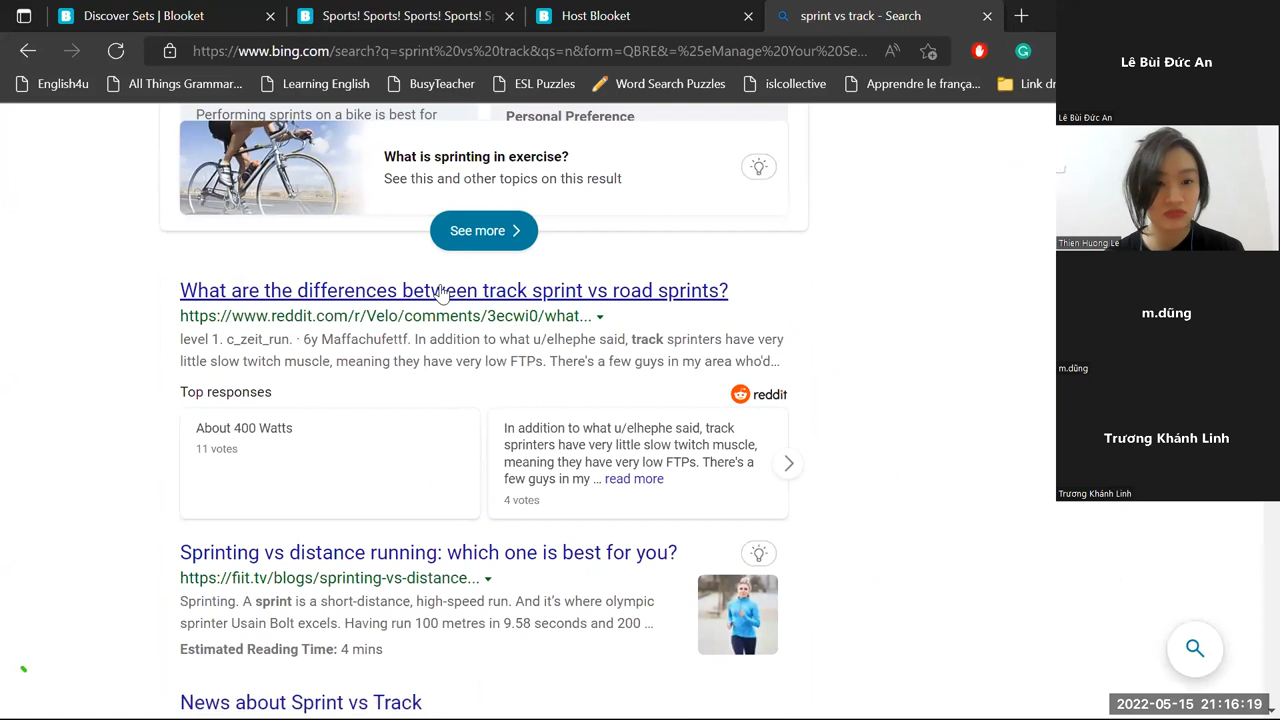 Discover Sets | Blooket
Sports! Sports! Sports! Sports! S
Host Blooket
sprint vs track - Search
https://www.bing.com/search?q=sprint%20vs%20track&qs=n&form=QBRE&=%25eManage%20Your%20Se...
English4u
All Things Grammar...
Learning English
BusyTeacher
ESL Puzzles
Word Search Puzzles
islcollective
Apprendre le frança...
Link dr
Performing sprints on a bike is best for
Personal Preference
What is sprinting in exercise?
See this and other topics on this result
See more
What are the differences between track sprint vs road sprints?
https://www.reddit.com/r/Velo/comments/3ecwi0/what...
level 1. c_zeit_run. · 6y Maffachufettf. In addition to what u/elhephe said, track sprinters have very
little slow twitch muscle, meaning they have very low FTPs. There's a few guys in my area who'd...
Top responses
reddit
About 400 Watts
11 votes
In addition to what u/elhephe said, track
sprinters have very little slow twitch muscle,
meaning they have very low FTPs. There's a
few guys in my ... read more
4 votes
Sprinting vs distance running: which one is best for you?
https://fiit.tv/blogs/sprinting-vs-distance...
Sprinting. A sprint is a short-distance, high-speed run. And it's where olympic
sprinter Usain Bolt excels. Having run 100 metres in 9.58 seconds and 200 ...
Estimated Reading Time: 4 mins
News about Sprint vs Track
Lê Bùi Đức An
Lê Bùi Đức An
Thien Huong Le
m.dũng
m.dũng
Trương Khánh Linh
Trương Khánh Linh
2022-05-15 21:16:19